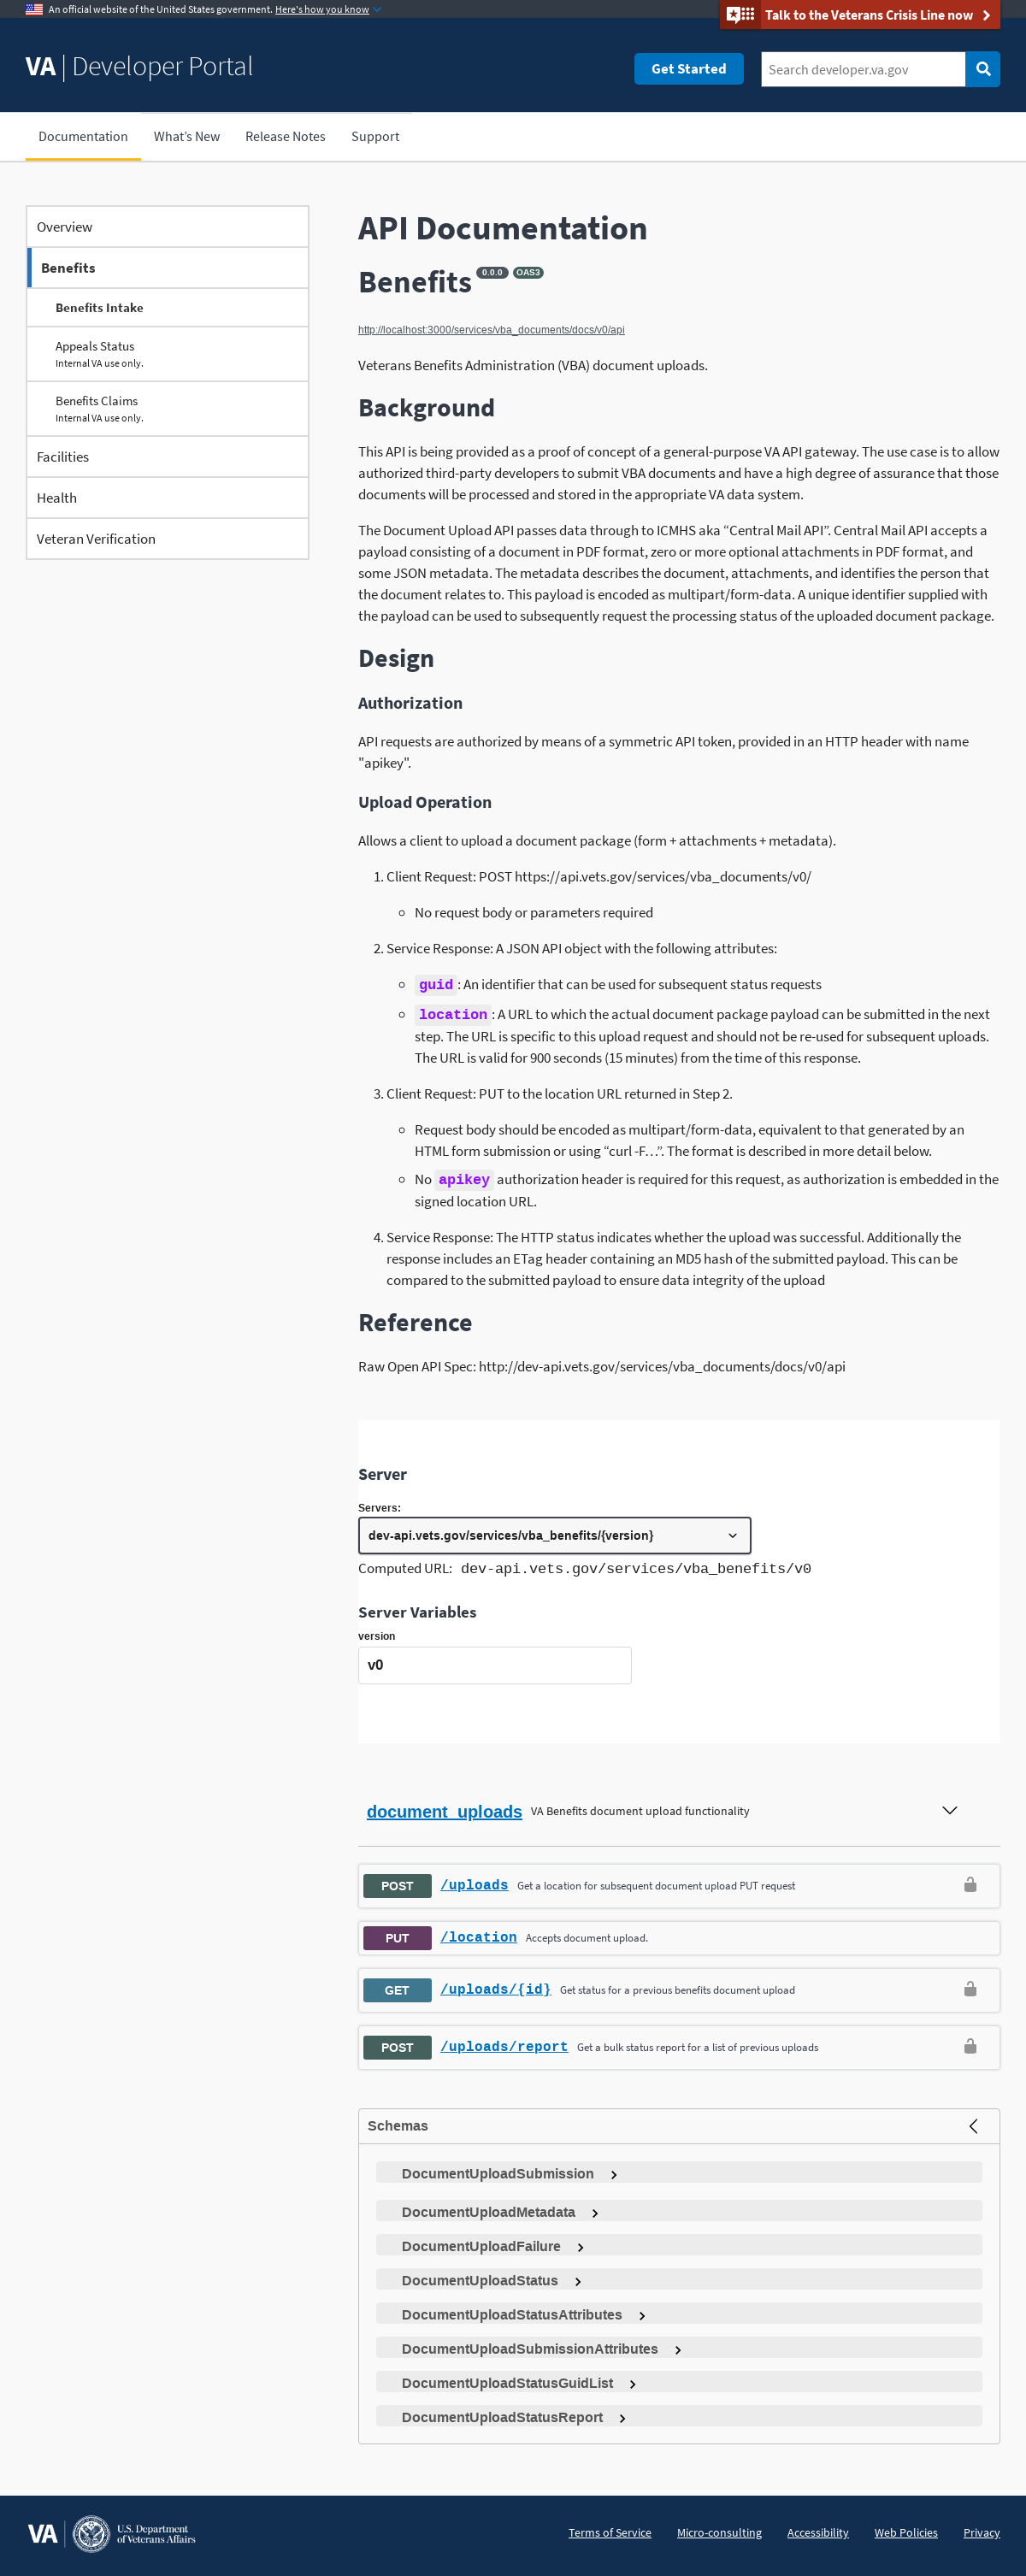 An official website of the United States government. Here's how you know
Talk to the Veterans Crisis Line now
VA | Developer Portal
Get Started
Search developer.va.gov
Documentation
What's New
Release Notes
Support
Overview
Benefits
Benefits Intake
Appeals Status
Internal VA use only.
Benefits Claims
Internal VA use only.
Facilities
Health
Veteran Verification
API Documentation
Benefits 0.0.0 OAS3
http://localhost:3000/services/vba_documents/docs/v0/api
Veterans Benefits Administration (VBA) document uploads.
Background
This API is being provided as a proof of concept of a general-purpose VA API gateway. The use case is to allow
authorized third-party developers to submit VBA documents and have a high degree of assurance that those
documents will be processed and stored in the appropriate VA data system.
The Document Upload API passes data through to ICMHS aka “Central Mail API”. Central Mail API accepts a
payload consisting of a document in PDF format, zero or more optional attachments in PDF format, and
some JSON metadata. The metadata describes the document, attachments, and identifies the person that
the document relates to. This payload is encoded as multipart/form-data. A unique identifier supplied with
the payload can be used to subsequently request the processing status of the uploaded document package.
Design
Authorization
API requests are authorized by means of a symmetric API token, provided in an HTTP header with name
"apikey".
Upload Operation
Allows a client to upload a document package (form + attachments + metadata).
1. Client Request: POST https://api.vets.gov/services/vba_documents/v0/
No request body or parameters required
2. Service Response: A JSON API object with the following attributes:
guid : An identifier that can be used for subsequent status requests
location : A URL to which the actual document package payload can be submitted in the next
step. The URL is specific to this upload request and should not be re-used for subsequent uploads.
The URL is valid for 900 seconds (15 minutes) from the time of this response.
3. Client Request: PUT to the location URL returned in Step 2.
Request body should be encoded as multipart/form-data, equivalent to that generated by an
HTML form submission or using “curl -F…”. The format is described in more detail below.
No apikey authorization header is required for this request, as authorization is embedded in the
signed location URL.
4. Service Response: The HTTP status indicates whether the upload was successful. Additionally the
response includes an ETag header containing an MD5 hash of the submitted payload. This can be
compared to the submitted payload to ensure data integrity of the upload
Reference
Raw Open API Spec: http://dev-api.vets.gov/services/vba_documents/docs/v0/api
Server
Servers:
dev-api.vets.gov/services/vba_benefits/{version}
Computed URL: dev-api.vets.gov/services/vba_benefits/v0
Server Variables
version
v0
document_uploads VA Benefits document upload functionality
POST /uploads Get a location for subsequent document upload PUT request
PUT /location Accepts document upload.
GET /uploads/{id} Get status for a previous benefits document upload
POST /uploads/report Get a bulk status report for a list of previous uploads
Schemas
DocumentUploadSubmission
DocumentUploadMetadata
DocumentUploadFailure
DocumentUploadStatus
DocumentUploadStatusAttributes
DocumentUploadSubmissionAttributes
DocumentUploadStatusGuidList
DocumentUploadStatusReport
VA
U.S. Department
of Veterans Affairs
Terms of Service
Micro-consulting
Accessibility
Web Policies
Privacy